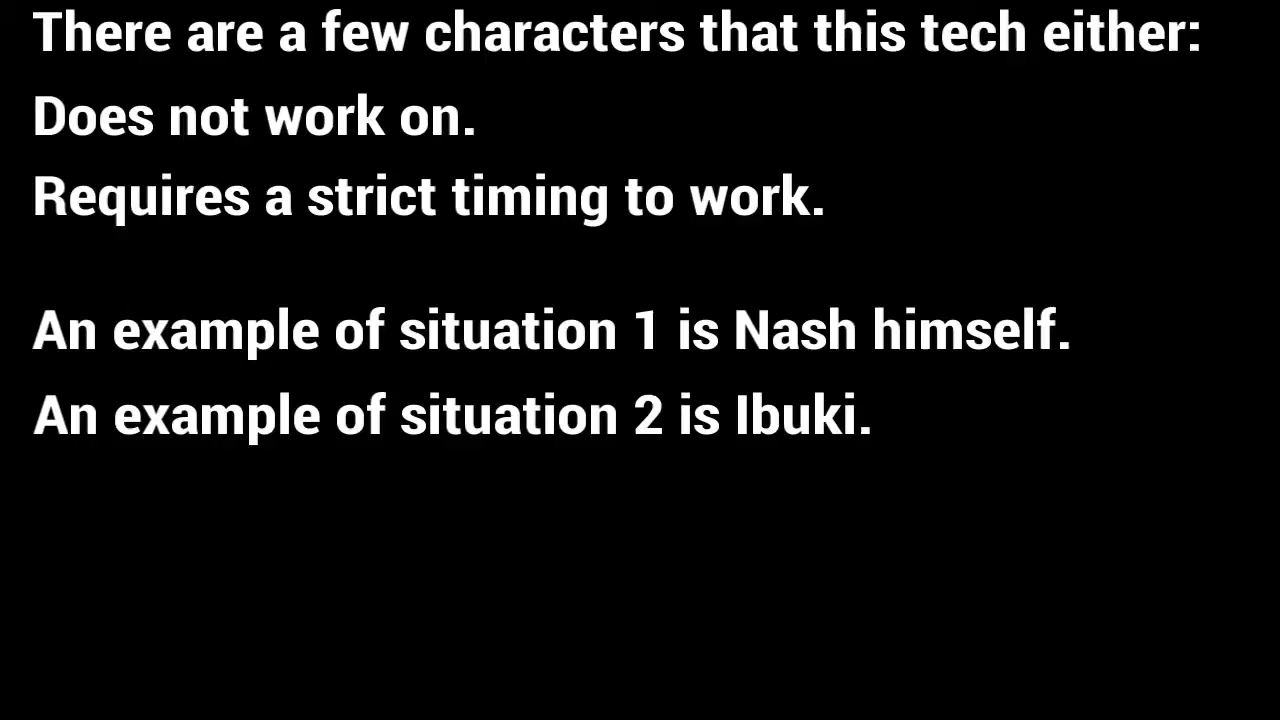 There are a few characters that this tech either:
Does not work on.
Requires a strict timing to work.
An example of situation 1 is Nash himself.
An example of situation 2 is Ibuki.